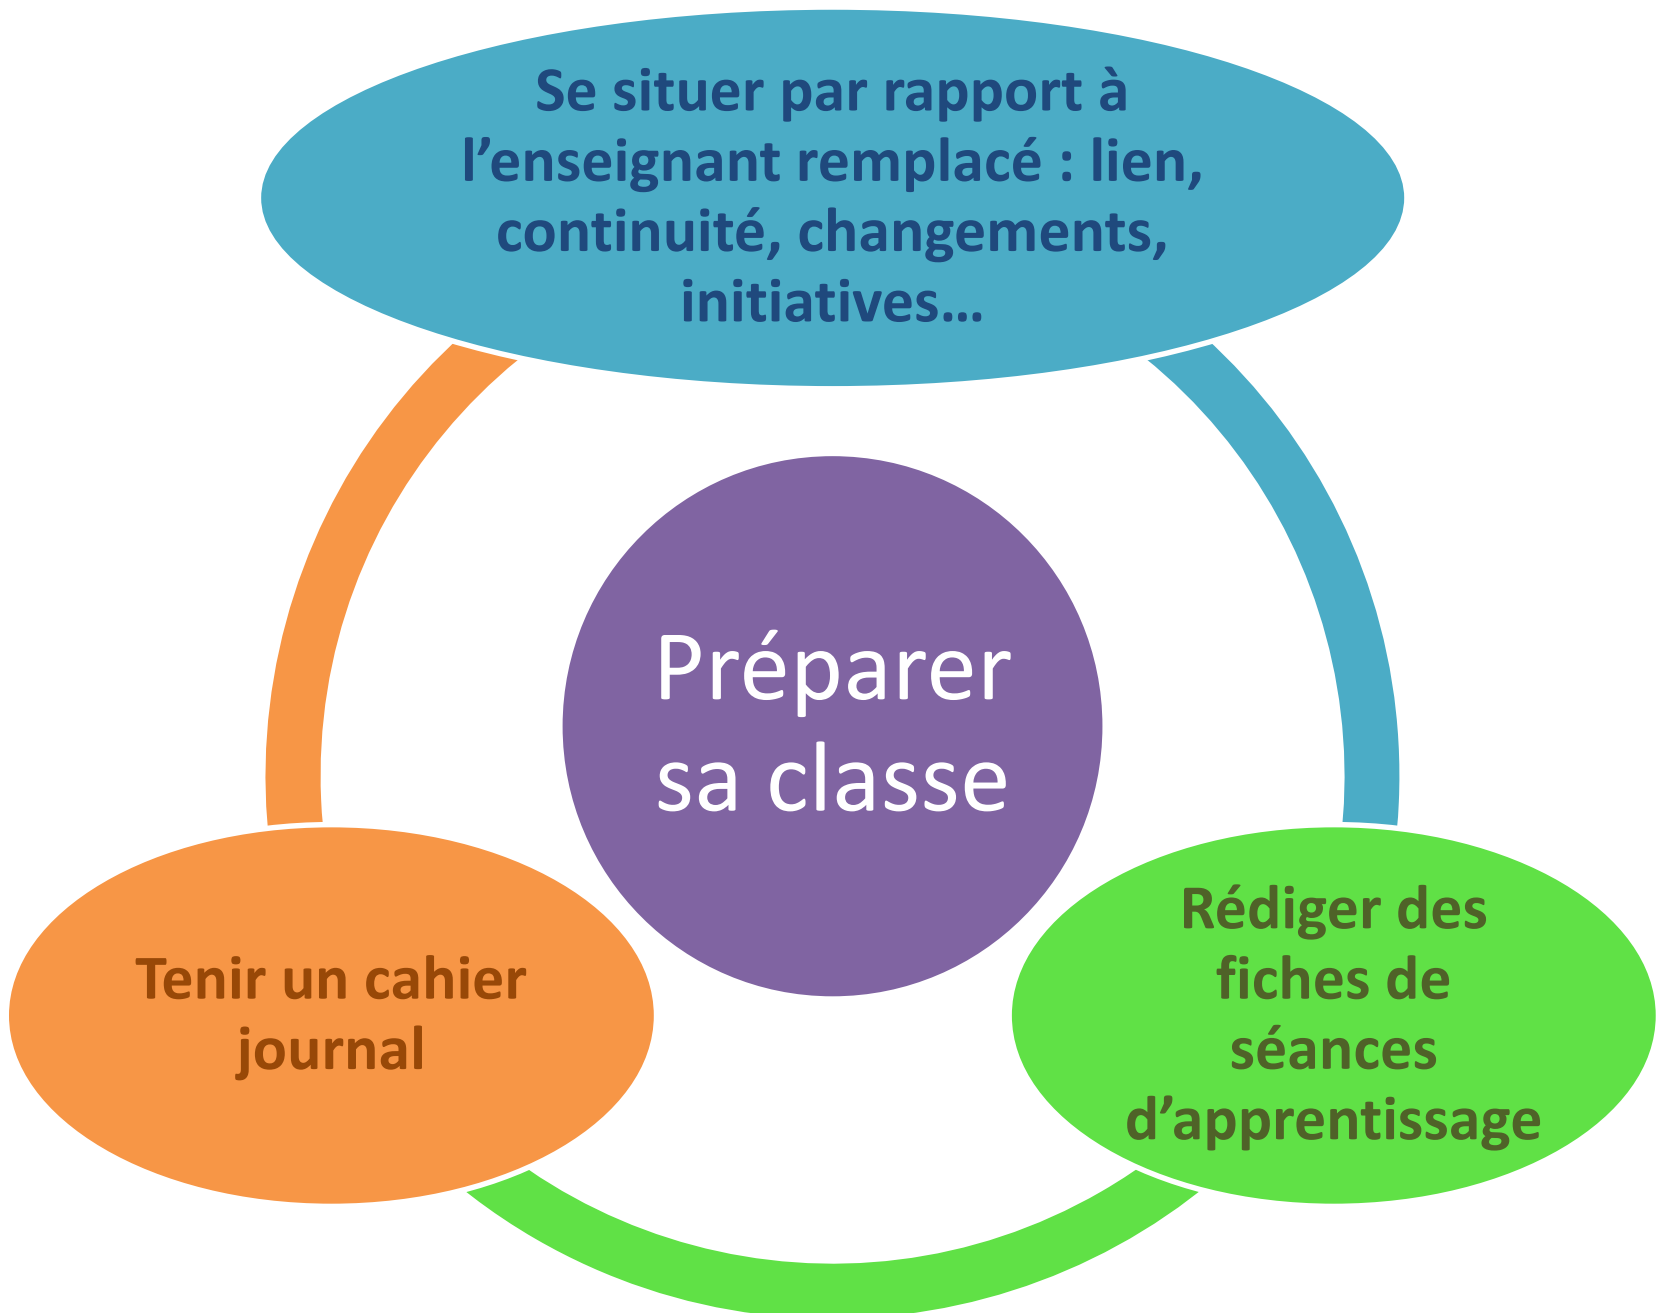 Se situer par rapport à
l’enseignant remplacé : lien,
continuité, changements,
initiatives…
Préparer
sa classe
Tenir un cahier
journal
Rédiger des
fiches de
séances
d’apprentissage